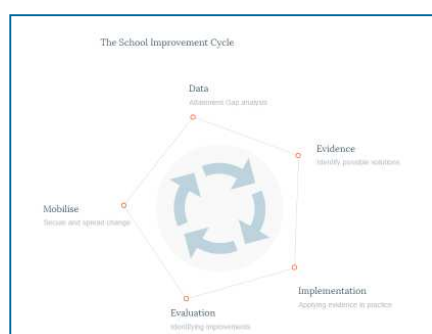 The School Improvement Cycle
Data
Attainment Gap analysis
Evidence
Identify possible solutions
Mobilise
Secure and spread change
Implementation
Applying evidence to practice
Evaluation
Identifying improvements